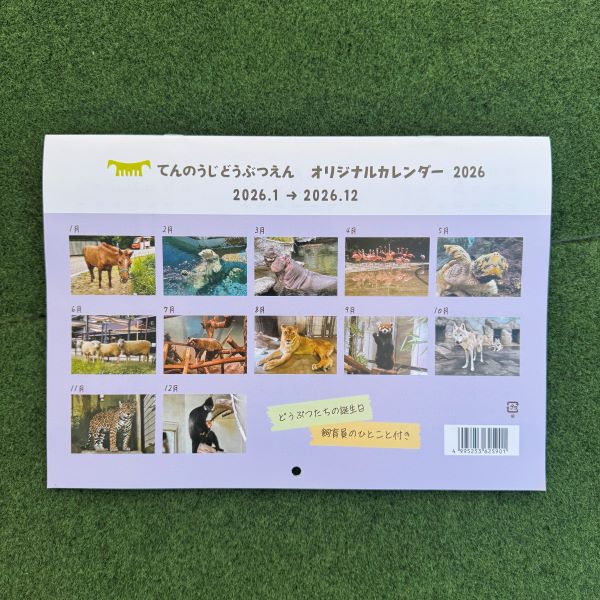 てんのうじどうぶつえん オリジナルカレンダー 2026
2026.1 → 2026.12
1月 2月 3月 4月 5月
6月 7月 8月 9月 10月
11月 12月
どうぶつたちの誕生日
飼育員のひとこと付き
4 995253 625901